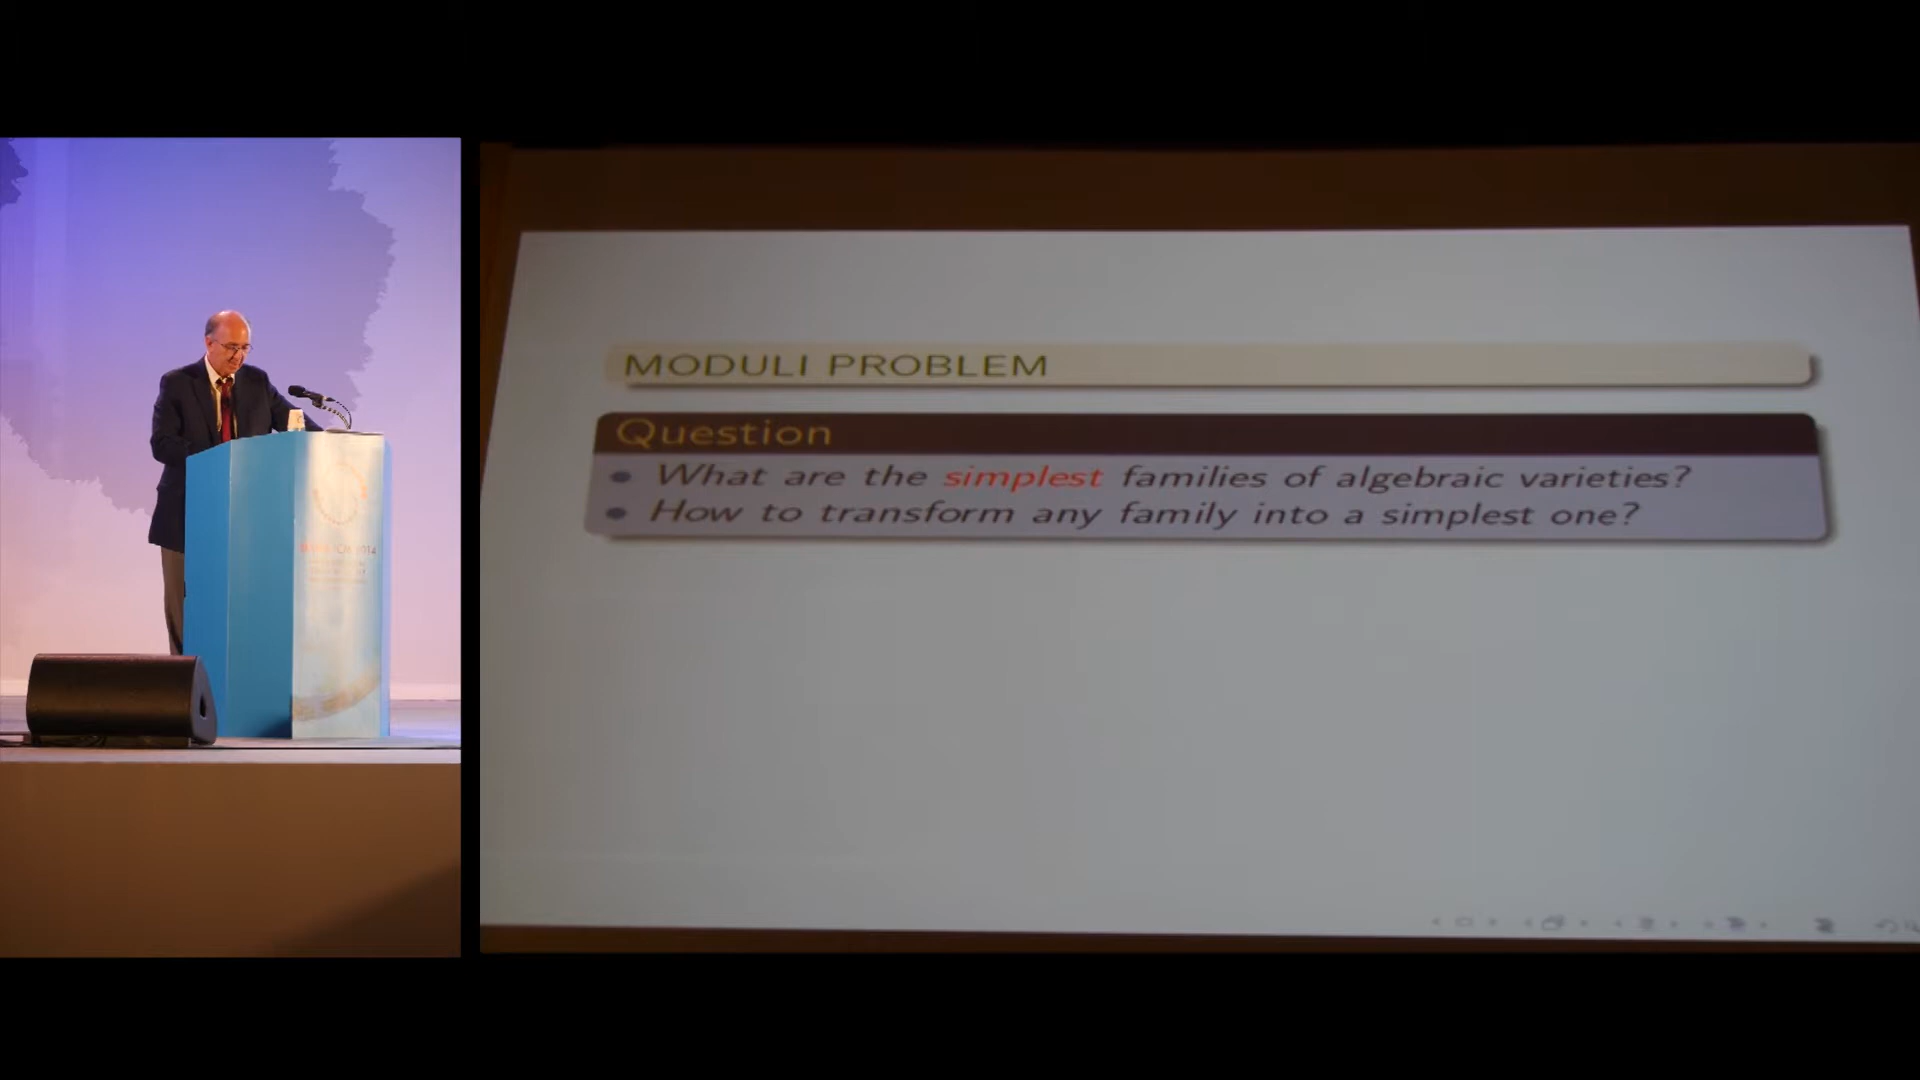 MODULI PROBLEM
Question
• What are the simplest families of algebraic varieties?
• How to transform any family into a simplest one?
2014